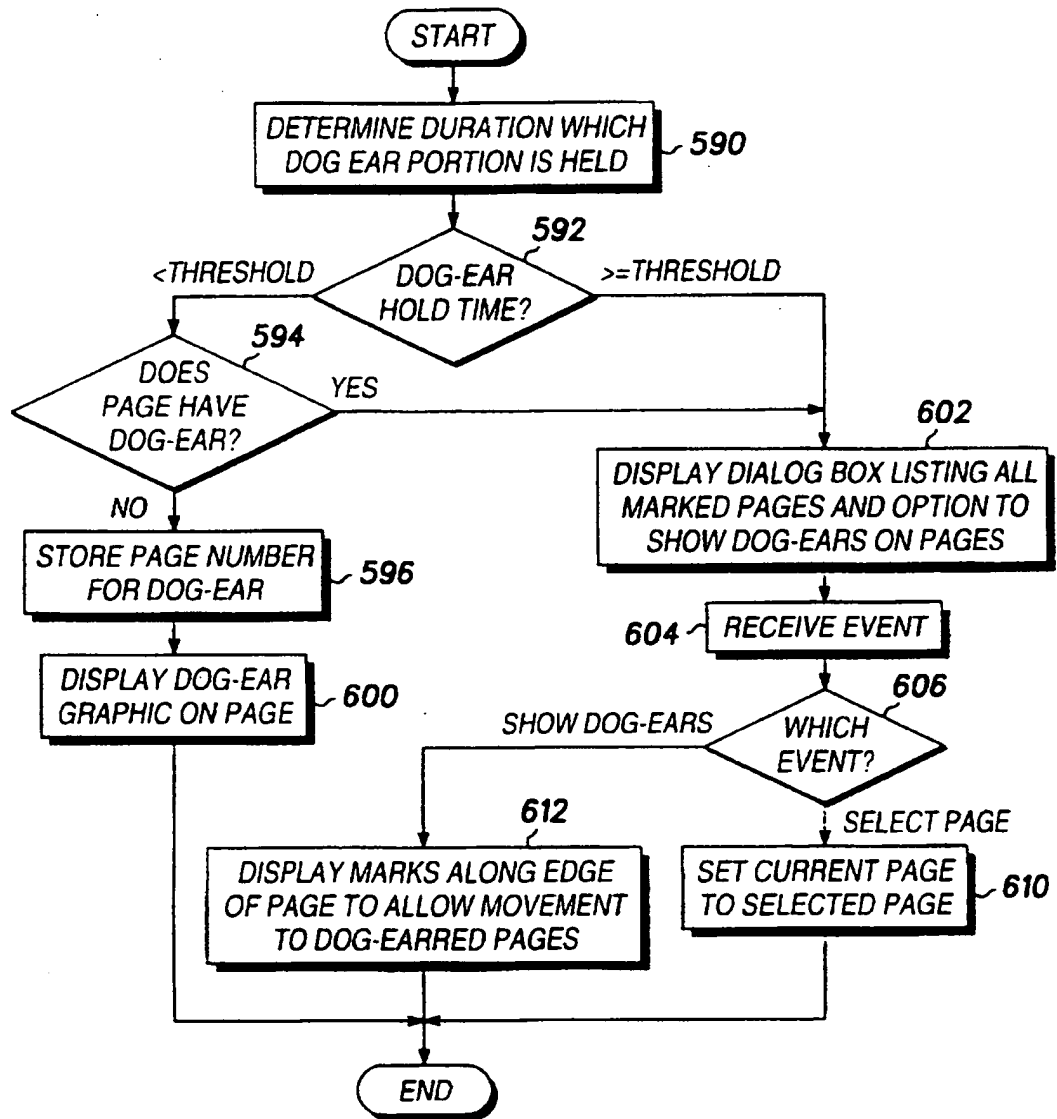 START
DETERMINE DURATION WHICH
DOG EAR PORTION IS HELD
590
592
<THRESHOLD
DOG-EAR
HOLD TIME?
>=THRESHOLD
594
DOES
PAGE HAVE
DOG-EAR?
YES
NO
602
DISPLAY DIALOG BOX LISTING ALL
MARKED PAGES AND OPTION TO
SHOW DOG-EARS ON PAGES
STORE PAGE NUMBER
FOR DOG-EAR
596
604
RECEIVE EVENT
DISPLAY DOG-EAR
GRAPHIC ON PAGE
600
606
SHOW DOG-EARS
WHICH
EVENT?
SELECT PAGE
612
DISPLAY MARKS ALONG EDGE
OF PAGE TO ALLOW MOVEMENT
TO DOG-EARRED PAGES
SET CURRENT PAGE
TO SELECTED PAGE
610
END